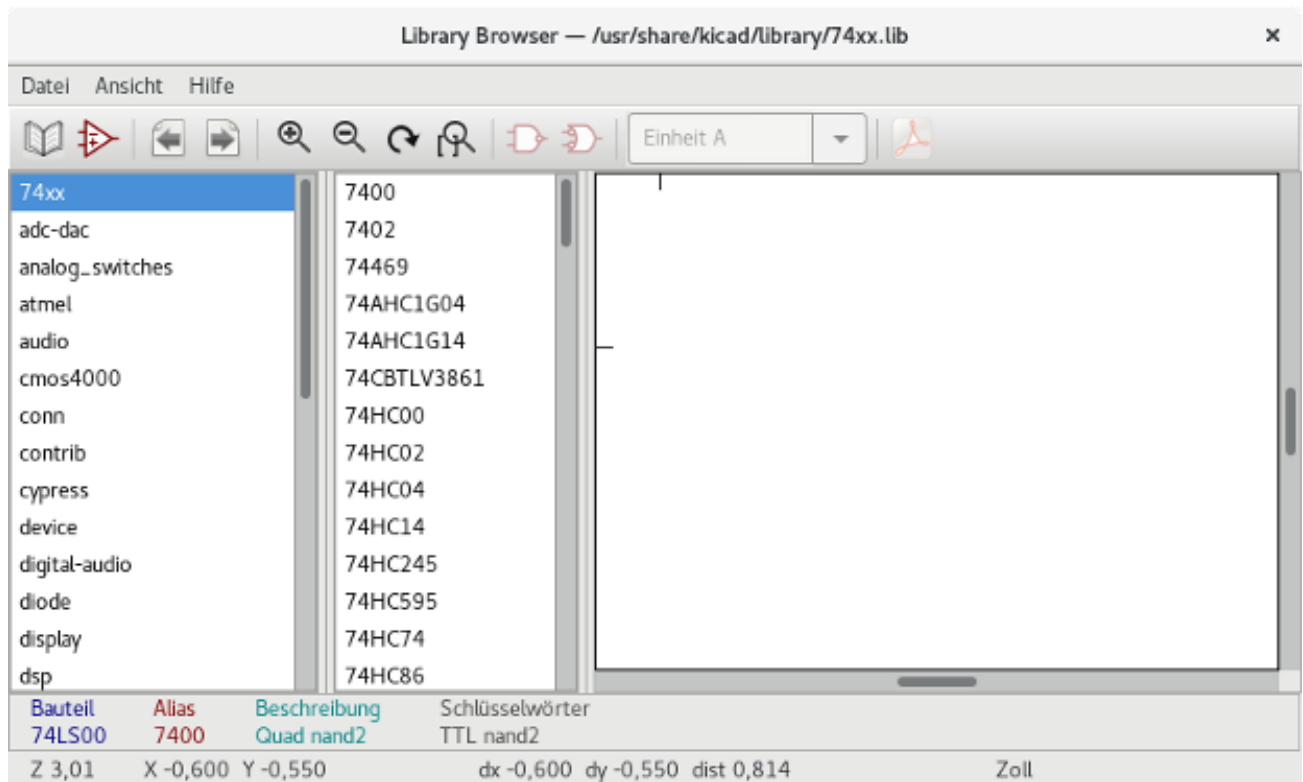 Library Browser — /usr/share/kicad/library/74xx.lib
Datei Ansicht Hilfe
Einheit A
74xx
adc-dac
analog_switches
atmel
audio
cmos4000
conn
contrib
cypress
device
digital-audio
diode
display
dsp
7400
7402
74469
74AHC1G04
74AHC1G14
74CBTLV3861
74HC00
74HC02
74HC04
74HC14
74HC245
74HC595
74HC74
74HC86
Bauteil Alias Beschreibung Schlüsselwörter
74LS00 7400 Quad nand2 TTL nand2
Z 3,01 X -0,600 Y -0,550 dx -0,600 dy -0,550 dist 0,814 Zoll